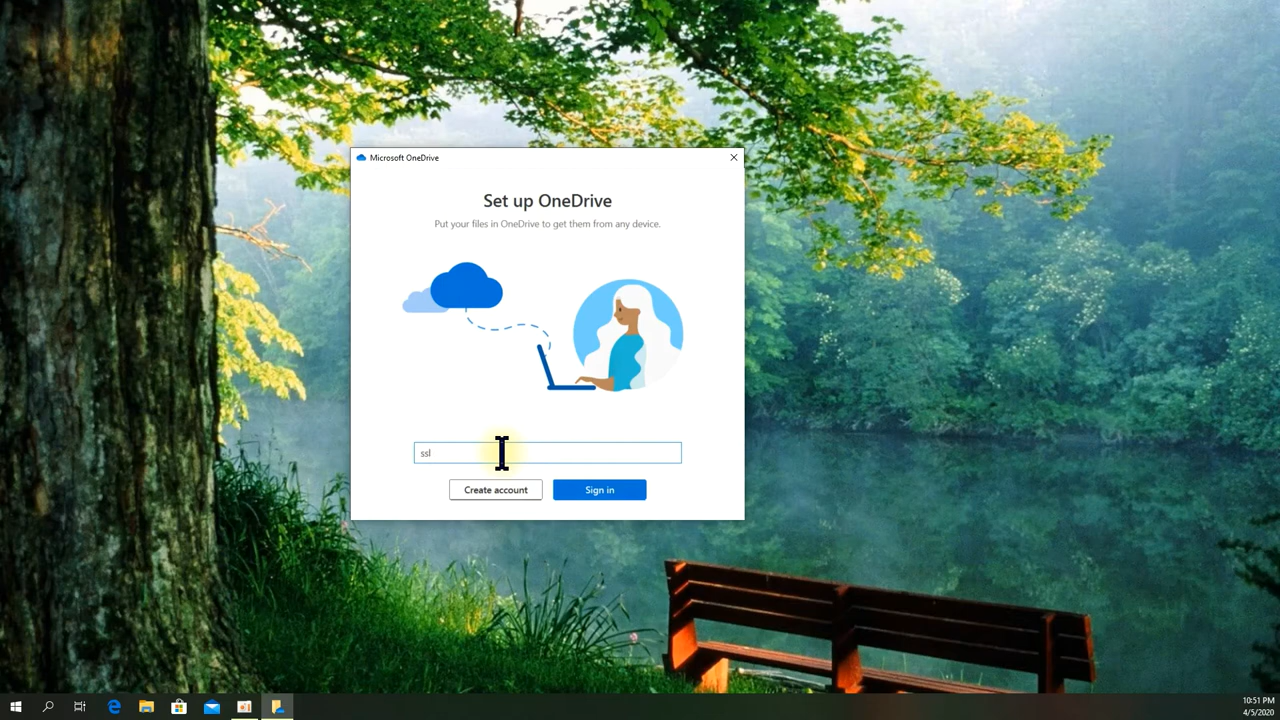 Microsoft OneDrive
Set up OneDrive
Put your files in OneDrive to get them from any device.
ssl
Create account
Sign in
10:51 PM
4/5/2020